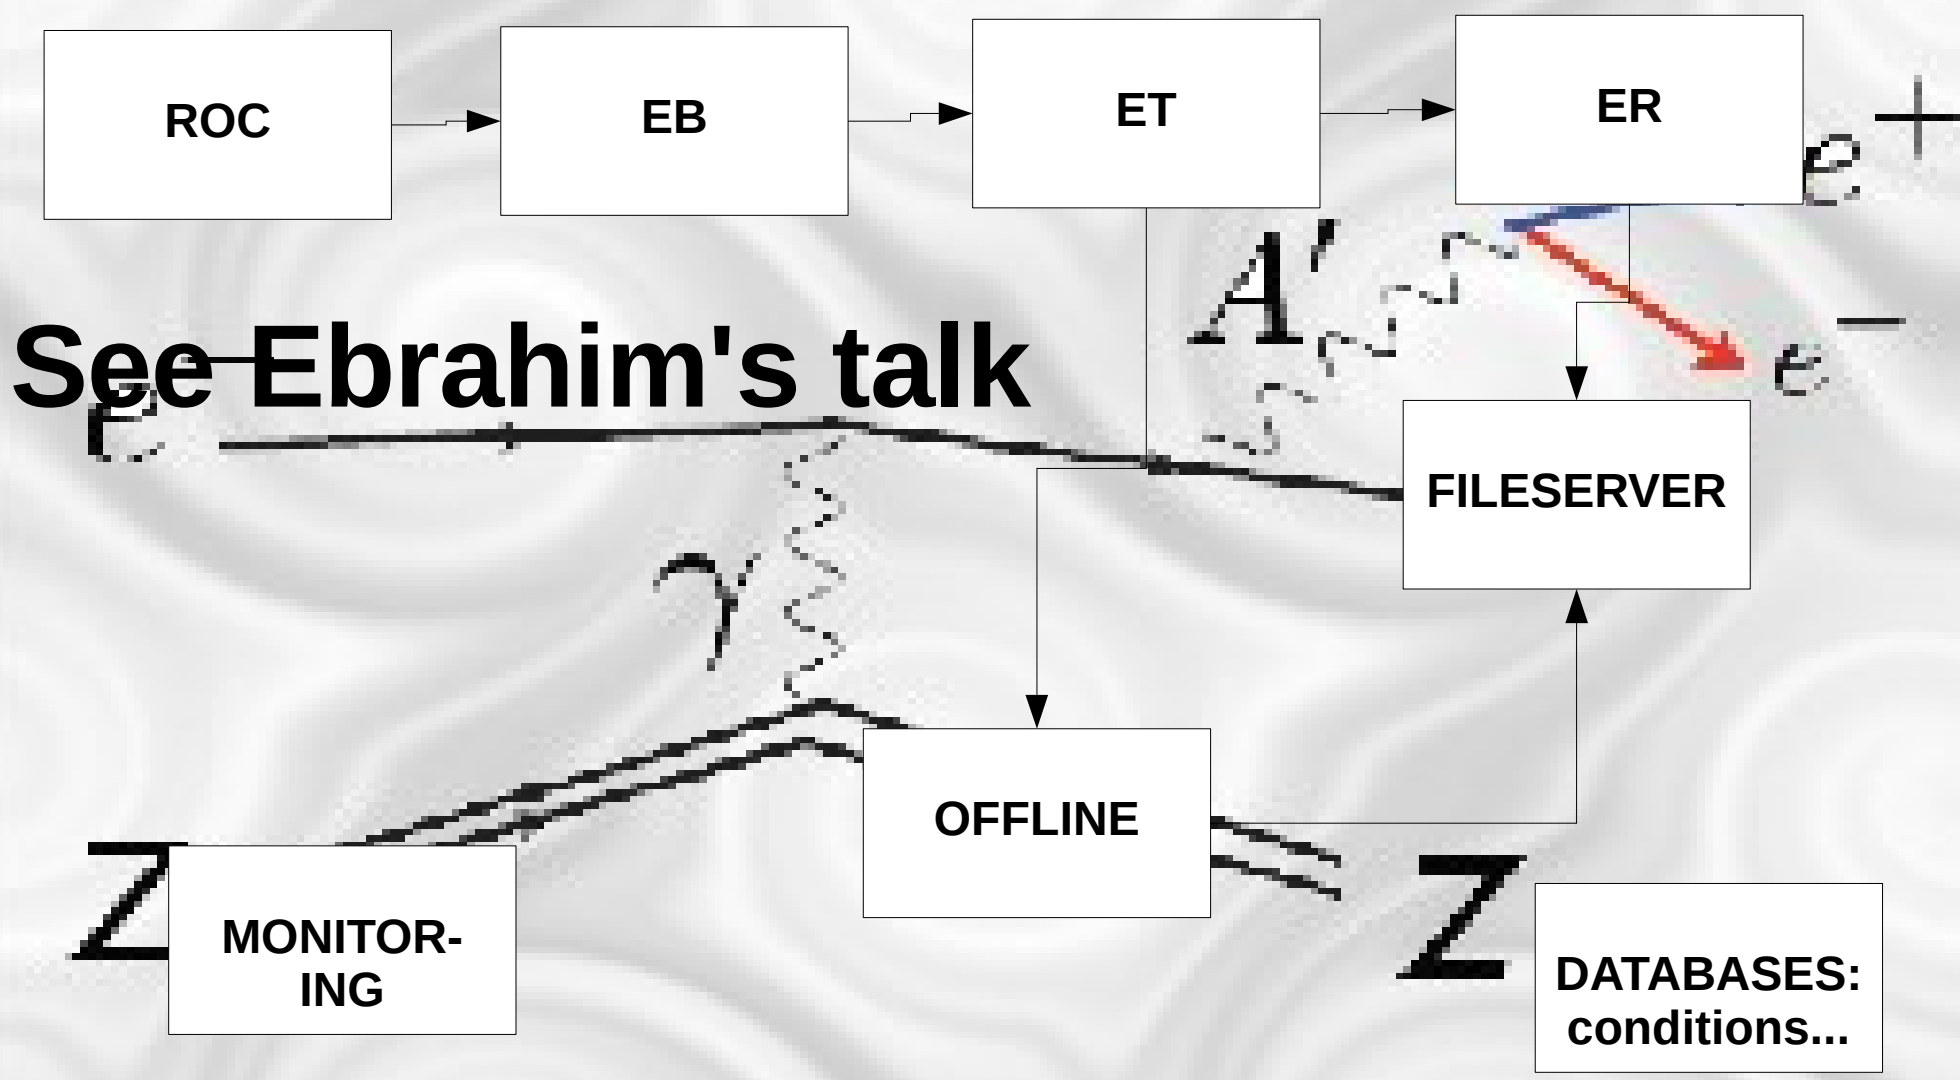 ROC
EB
ET
ER
e+
A′
See Ebrahim's talk
e−
e−
FILESERVER
γ
OFFLINE
Z
Z
MONITOR-
ING
DATABASES:
conditions...